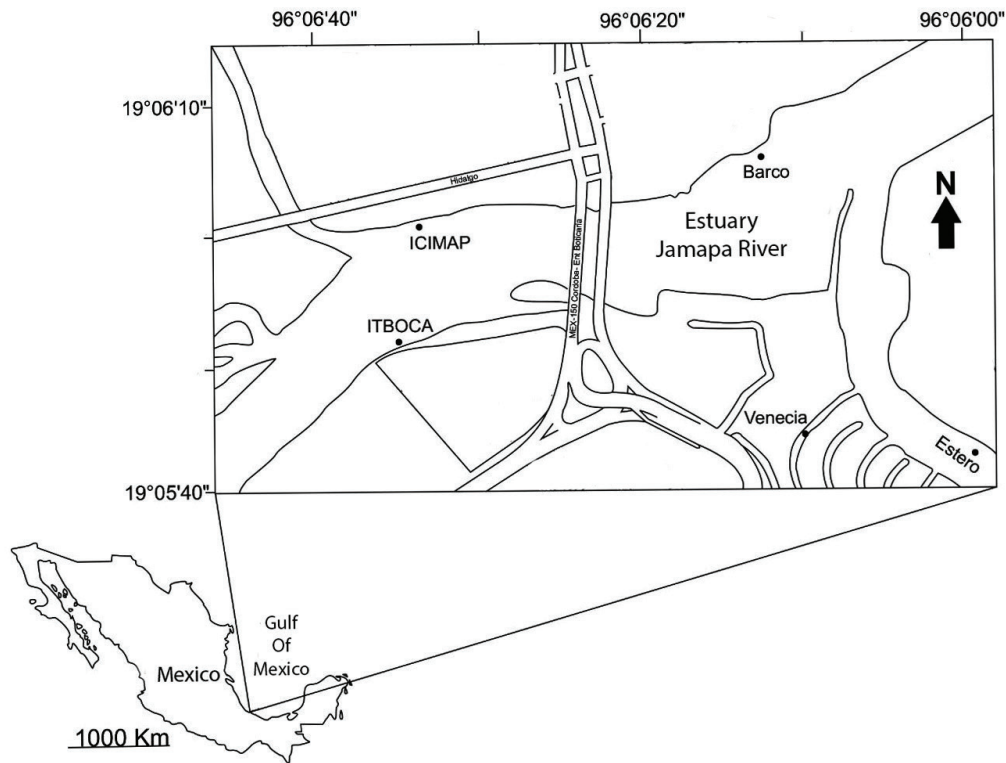 96°06'40" 96°06'20" 96°06'00"
19°06'10"
Barco
N
Hidalgo
ICIMAP
Estuary
Jamapa River
MEX-150 Cordoba- Ent Boticaria
ITBOCA
Venecia
Estero
19°05'40"
Gulf
Of
Mexico
Mexico
1000 Km